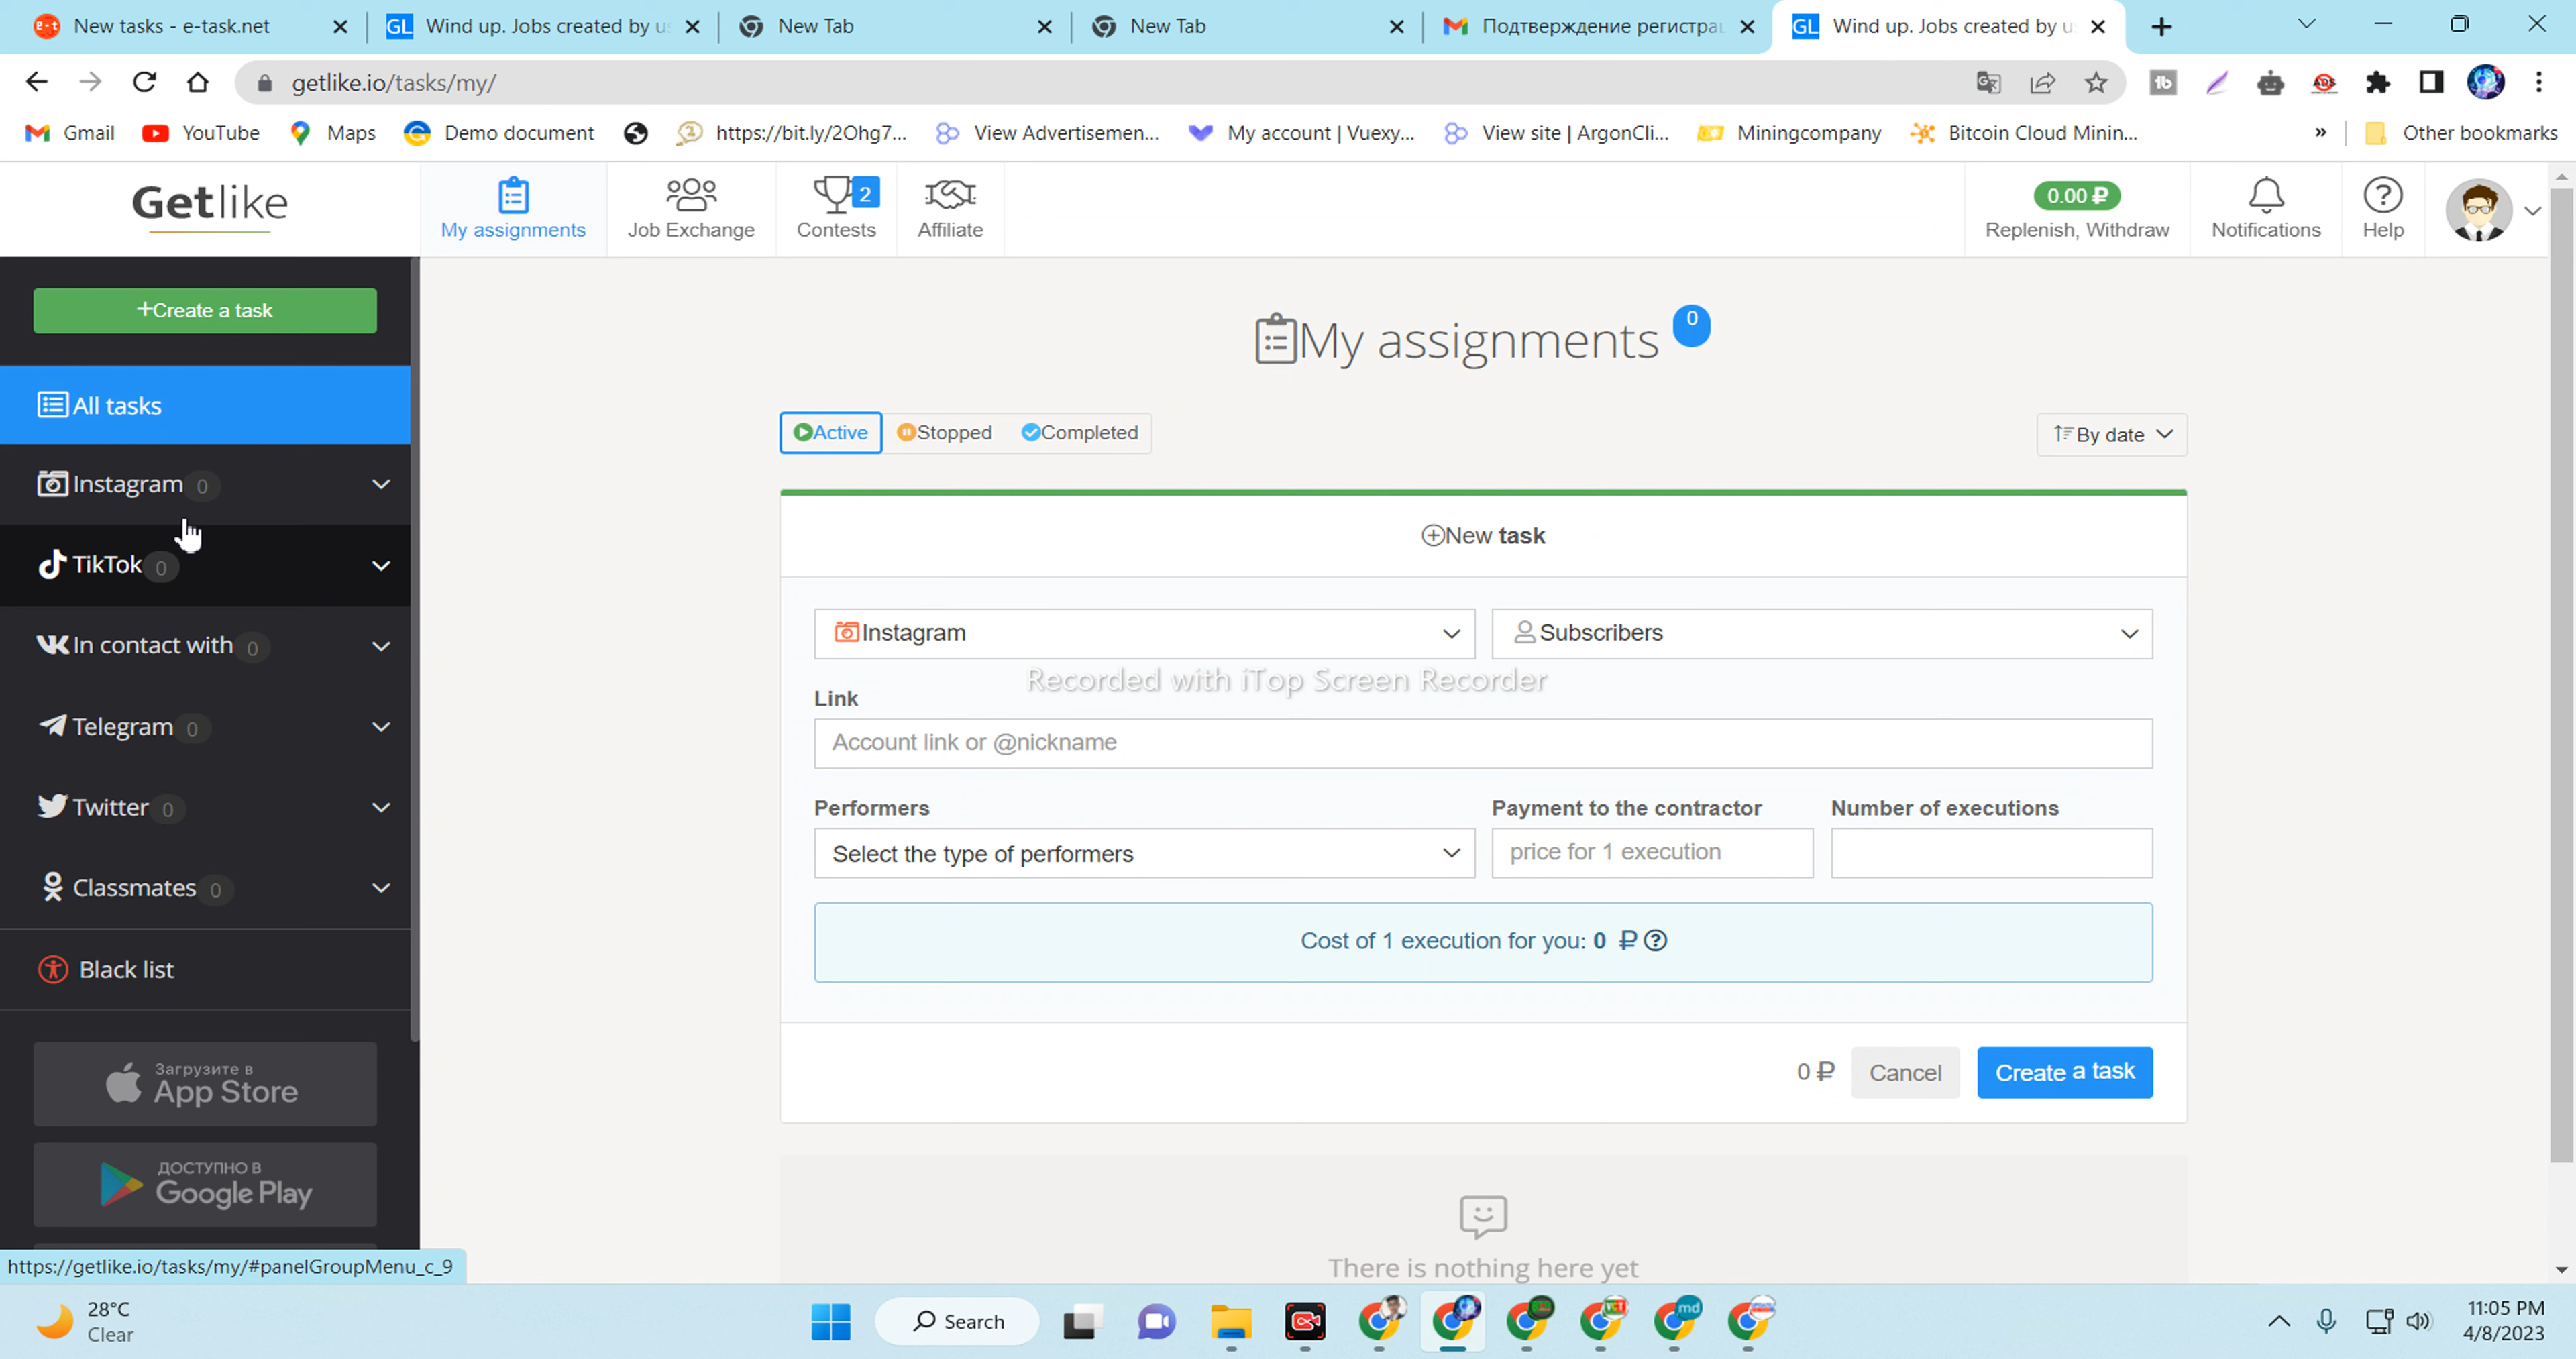 New tasks - e-task.net
Wind up. Jobs created by u
New Tab
New Tab
Подтверждение регистра
Wind up. Jobs created by u
getlike.io/tasks/my/
Gmail
YouTube
Maps
Demo document
https://bit.ly/2Ohg7...
View Advertisemen...
My account | Vuexy...
View site | ArgonCli...
Miningcompany
Bitcoin Cloud Minin...
»
Other bookmarks
Getlike
My assignments
Job Exchange
2
Contests
Affiliate
0.00 ₽
Replenish, Withdraw
Notifications
Help
+Create a task
All tasks
Instagram 0
TikTok 0
In contact with 0
Telegram 0
Twitter 0
Classmates 0
Black list
Загрузите в
App Store
ДОСТУПНО В
Google Play
My assignments 0
Active
Stopped
Completed
By date
New task
Instagram
Subscribers
Recorded with iTop Screen Recorder
Link
Account link or @nickname
Performers
Payment to the contractor
Number of executions
Select the type of performers
price for 1 execution
Cost of 1 execution for you: 0 ₽
0 ₽
Cancel
Create a task
There is nothing here yet
https://getlike.io/tasks/my/#panelGroupMenu_c_9
28°C
Clear
Search
11:05 PM
4/8/2023